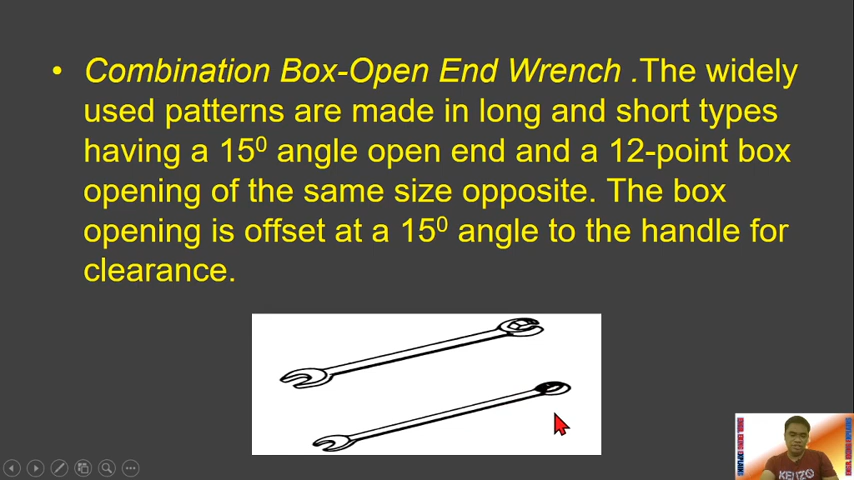 • Combination Box-Open End Wrench .The widely
used patterns are made in long and short types
having a 15⁰ angle open end and a 12-point box
opening of the same size opposite. The box
opening is offset at a 15⁰ angle to the handle for
clearance.
KENZO